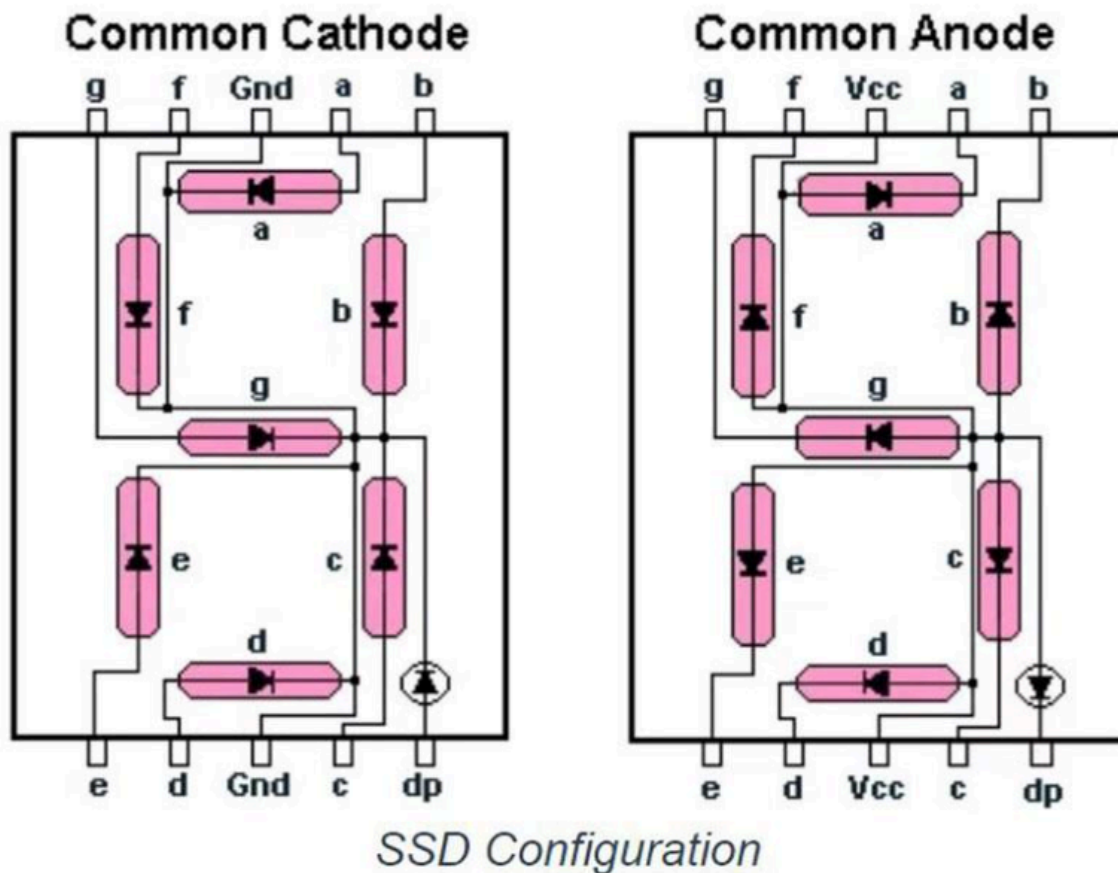 Common Cathode Common Anode
g f Gnd a b g f Vcc a b
a a
f b f b
g g
e c e c
d d
e d Gnd c dp e d Vcc c dp
SSD Configuration